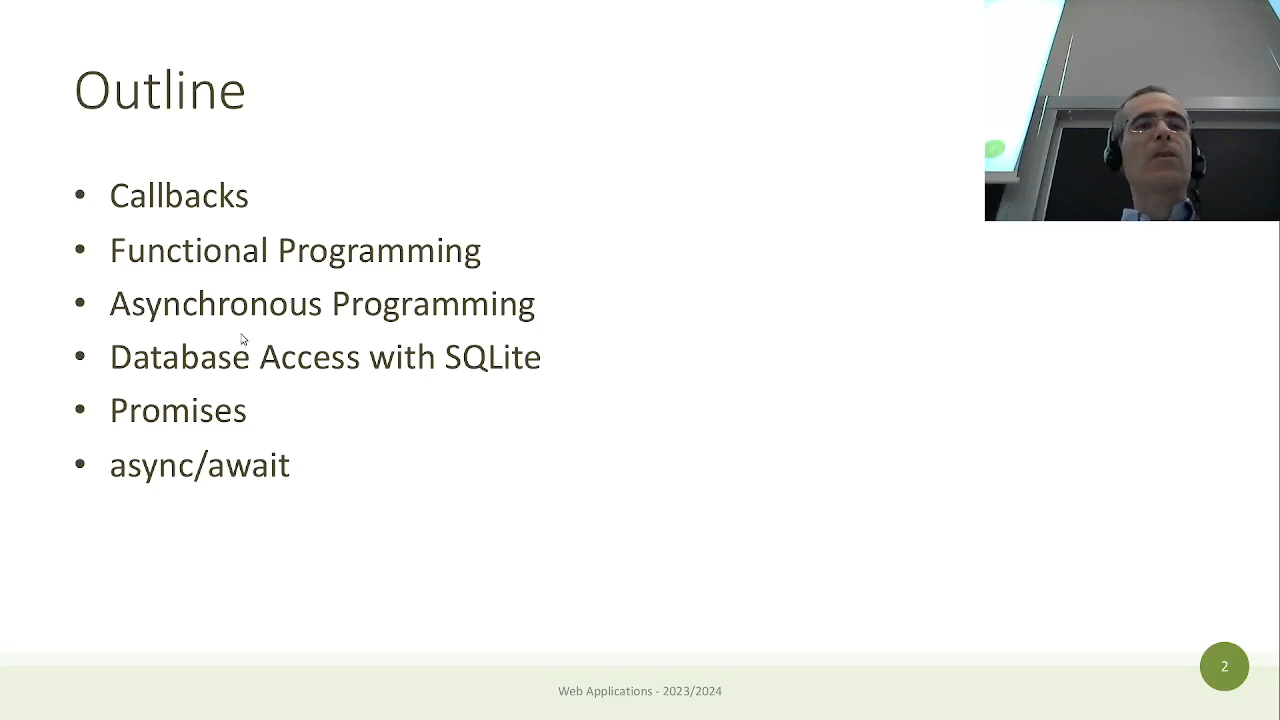 Outline
• Callbacks
• Functional Programming
• Asynchronous Programming
• Database Access with SQLite
• Promises
• async/await
Web Applications - 2023/2024
2